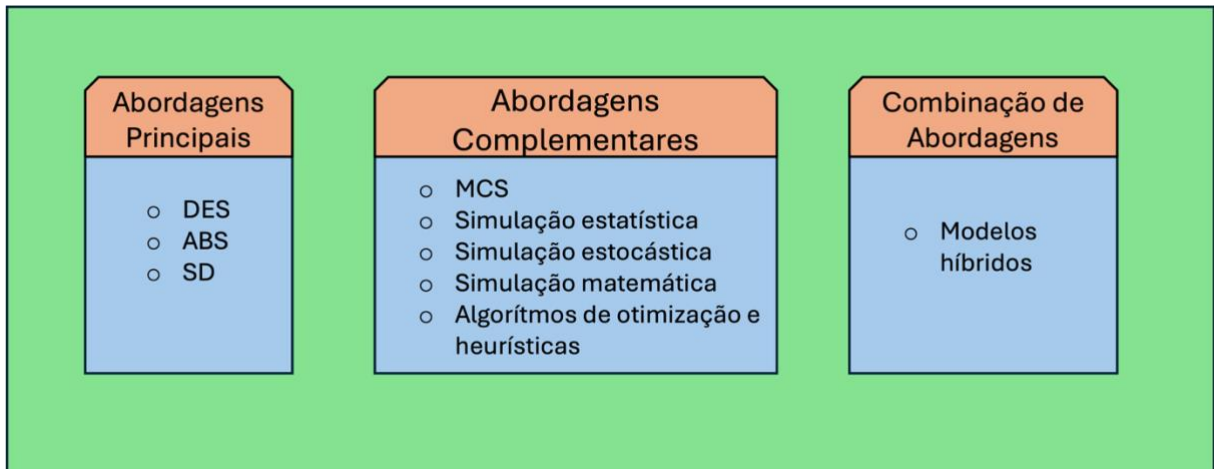 Abordagens
Principais
○ DES
○ ABS
○ SD
Abordagens
Complementares
○ MCS
○ Simulação estatística
○ Simulação estocástica
○ Simulação matemática
○ Algorítmos de otimização e
heurísticas
Combinação de
Abordagens
○ Modelos
híbridos